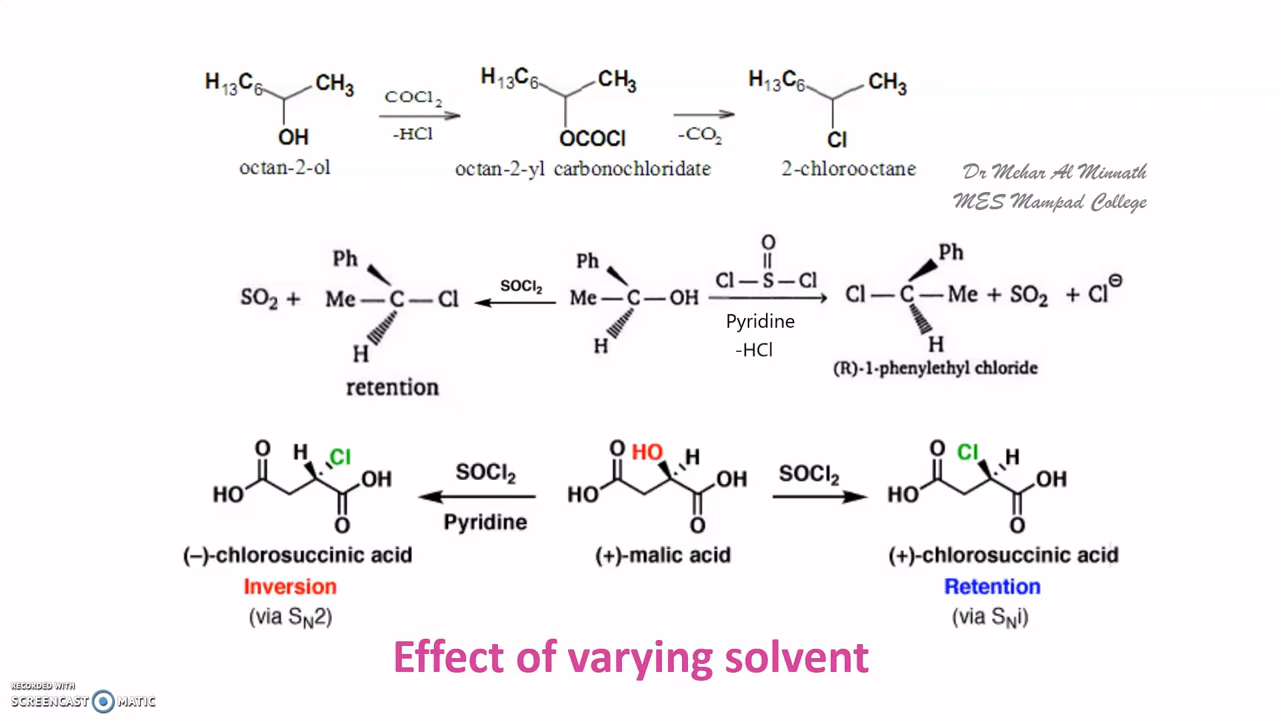 H13C6 CH3 OH
COCl2
-HCl
H13C6 CH3 OCOCl
-CO2
H13C6 CH3 Cl
octan-2-ol
octan-2-yl carbonochloridate
2-chlorooctane
Dr Mehar Al Minnath
MES Mampad College
SO2 + Me—C—Cl Ph H
retention
SOCl2
Ph Me—C—OH H
O
Cl—S—Cl
Pyridine
-HCl
Ph Cl—C—Me + SO2 + Cl⊖ H
(R)-1-phenylethyl chloride
O H Cl HO OH O
SOCl2
Pyridine
O HO H HO OH O
SOCl2
O Cl H HO OH O
(–)-chlorosuccinic acid
Inversion
(via SN2)
(+)-malic acid
(+)-chlorosuccinic acid
Retention
(via SNi)
Effect of varying solvent
RECORDED WITH
SCREENCAST MATIC